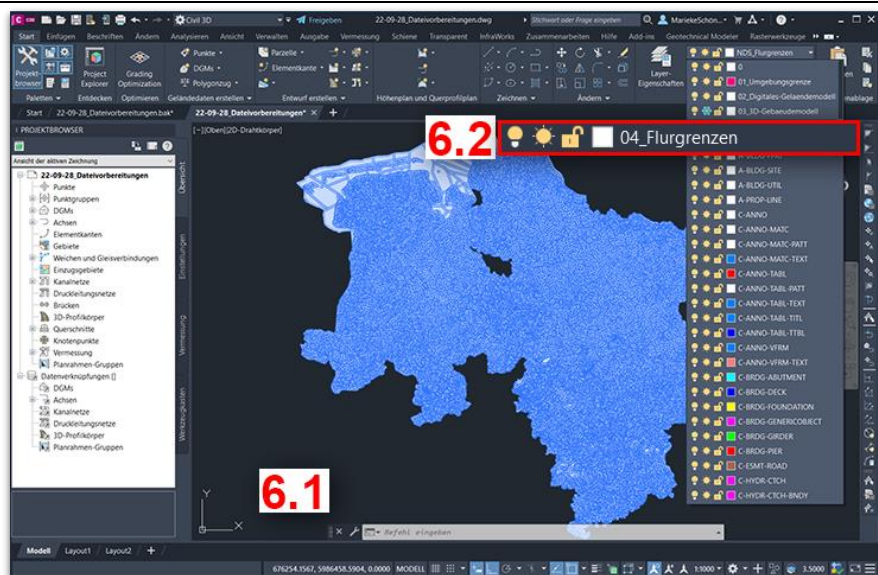 Civil 3D
Freigeben
22-09-28_Dateivorbereitungen.dwg
Stichwort oder Frage eingeben
MariekeSchön...
Start Einfügen Beschriften Ändern Analysieren Ansicht Verwalten Ausgabe Vermessung Schiene Transparent InfraWorks Zusammenarbeiten Hilfe Add-ins Geotechnical Modeler Raster Rasterwerkzeuge
Projekt-browser
Project Explorer
Grading Optimization
Punkte
DGMs
Polygonzug
Parzelle
Elementkante
Layer-Eigenschaften
NDS_Flurgrenzen
Paletten
Entdecken
Optimieren
Geländedaten erstellen
Entwurf erstellen
Höhenplan und Querprofilplan
Zeichnen
Ändern
Start
22-09-28_Dateivorbereitungen.bak*
22-09-28_Dateivorbereitungen*
0
01_Umgebungsgrenze
02_Digitales-Gelaendemodell
03_3D-Gebaeudemodell
6.2
04_Flurgrenzen
PROJEKTBROWSER
[-][Oben][2D-Drahtkörper]
Ansicht der aktiven Zeichnung
22-09-28_Dateivorbereitungen
Punkte
Punktgruppen
DGMs
Achsen
Elementkanten
Gebiete
Weichen und Gleisverbindungen
Einzugsgebiete
Kanalnetze
Druckleitungsnetze
Brücken
3D-Profilkörper
Querschnitte
Knotenpunkte
Vermessung
Planrahmen-Gruppen
Datenverknüpfungen []
DGMs
Achsen
Kanalnetze
Druckleitungsnetze
3D-Profilkörper
Planrahmen-Gruppen
Übersicht
Einstellungen
Vermessung
Werkzeugkasten
A-BLDG-SITE
A-BLDG-UTIL
A-PROP-LINE
C-ANNO
C-ANNO-MATC
C-ANNO-MATC-PATT
C-ANNO-MATC-TEXT
C-ANNO-TABL
C-ANNO-TABL-PATT
C-ANNO-TABL-TEXT
C-ANNO-TABL-TITL
C-ANNO-TABL-TTBL
C-ANNO-VFRM
C-ANNO-VFRM-TEXT
C-BRDG-ABUTMENT
C-BRDG-DECK
C-BRDG-FOUNDATION
C-BRDG-GENERICOBJECT
C-BRDG-GIRDER
C-BRDG-PIER
C-ESMT-ROAD
C-HYDR-CTCH
C-HYDR-CTCH-BNDY
6.1
Y
X
Befehl eingeben
Modell Layout1 Layout2 +
676254.1567, 5986458.5904, 0.0000 MODELL
1:1000
3.5000